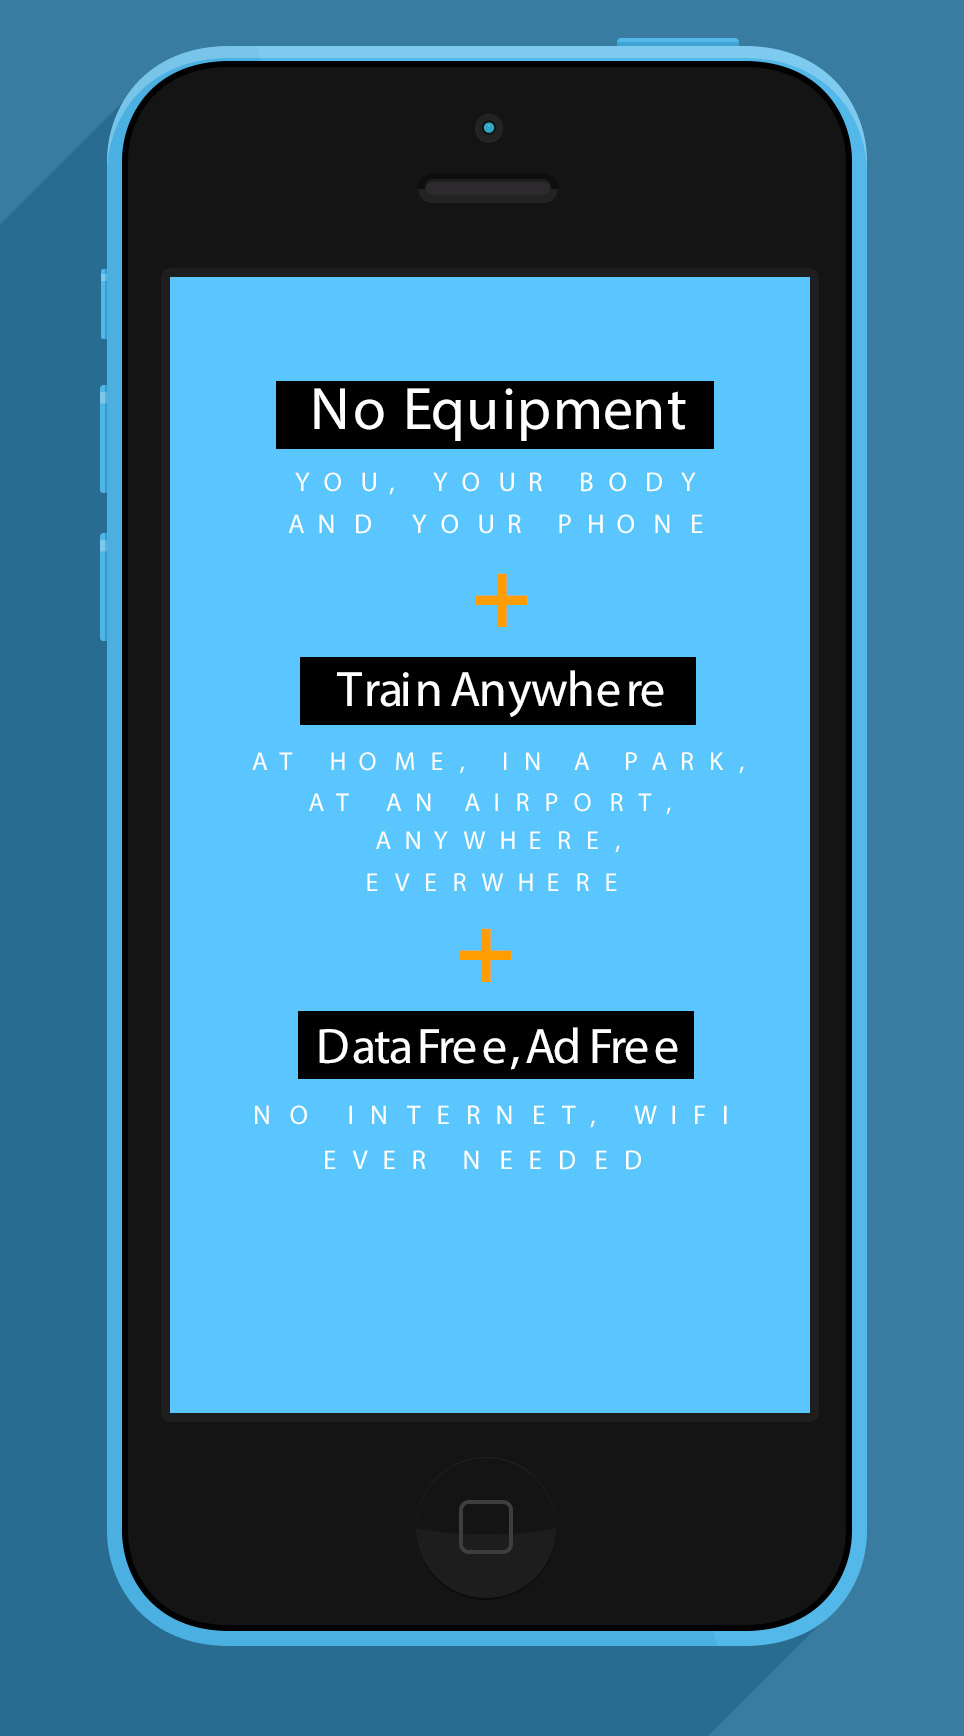 No Equipment
YOU, YOUR BODY
AND YOUR PHONE
+
Train Anywhere
AT HOME, IN A PARK,
AT AN AIRPORT,
ANYWHERE,
EVERWHERE
+
Data Free, Ad Free
NO INTERNET, WIFI
EVER NEEDED